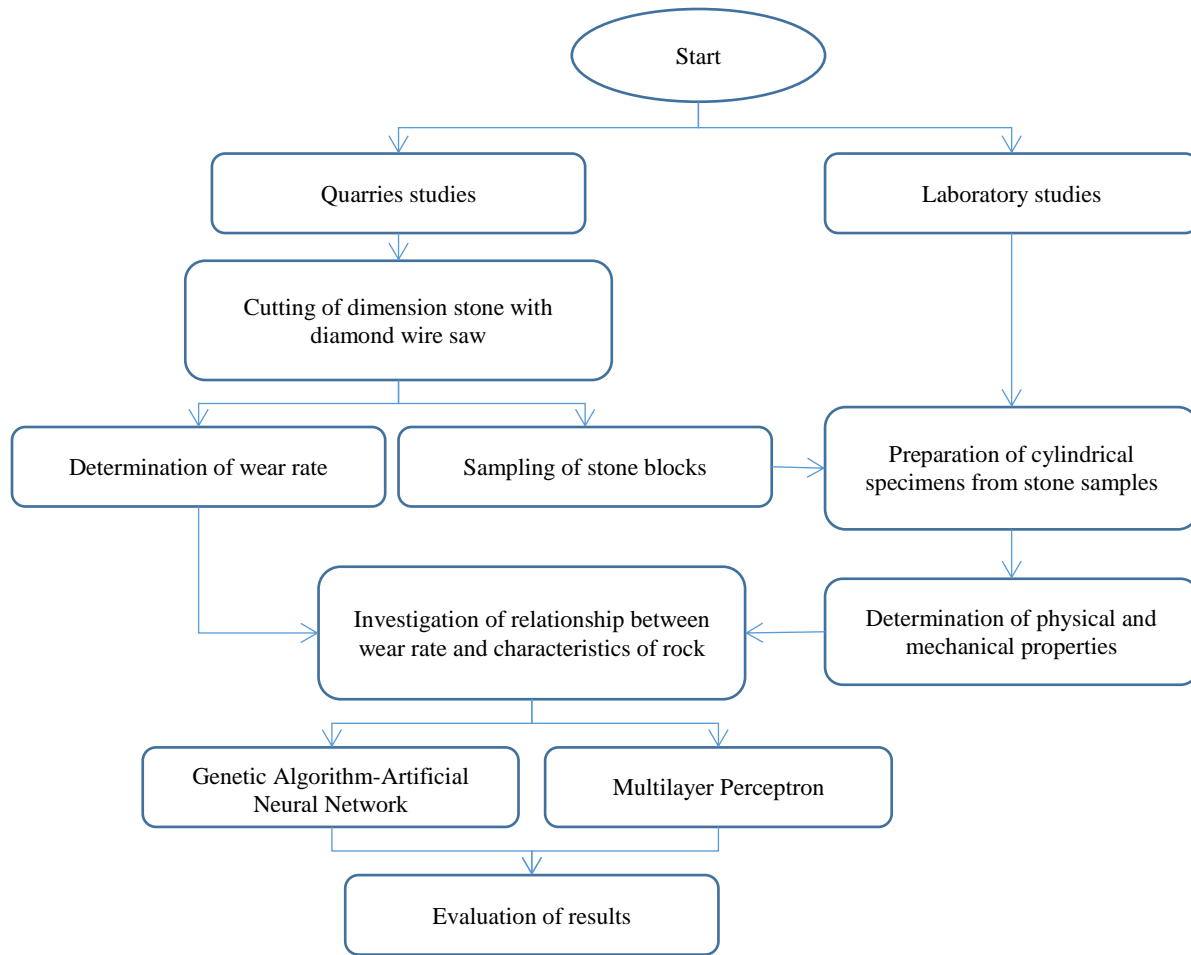 Start
Quarries studies
Laboratory studies
Cutting of dimension stone with
diamond wire saw
Determination of wear rate
Sampling of stone blocks
Preparation of cylindrical
specimens from stone samples
Investigation of relationship between
wear rate and characteristics of rock
Determination of physical and
mechanical properties
Genetic Algorithm-Artificial
Neural Network
Multilayer Perceptron
Evaluation of results